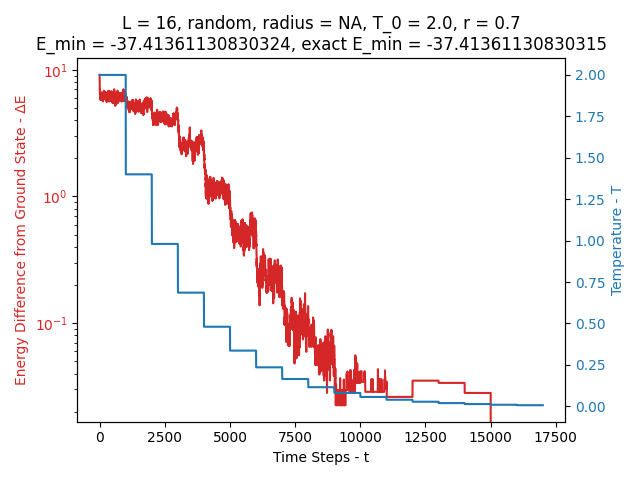 L = 16, random, radius = NA, T_0 = 2.0, r = 0.7
E_min = -37.41361130830324, exact E_min = -37.41361130830315
Energy Difference from Ground State - ΔE
10¹
10⁰
10⁻¹
2.00
1.75
1.50
1.25
1.00
0.75
0.50
0.25
0.00
Temperature - T
0 2500 5000 7500 10000 12500 15000 17500
Time Steps - t